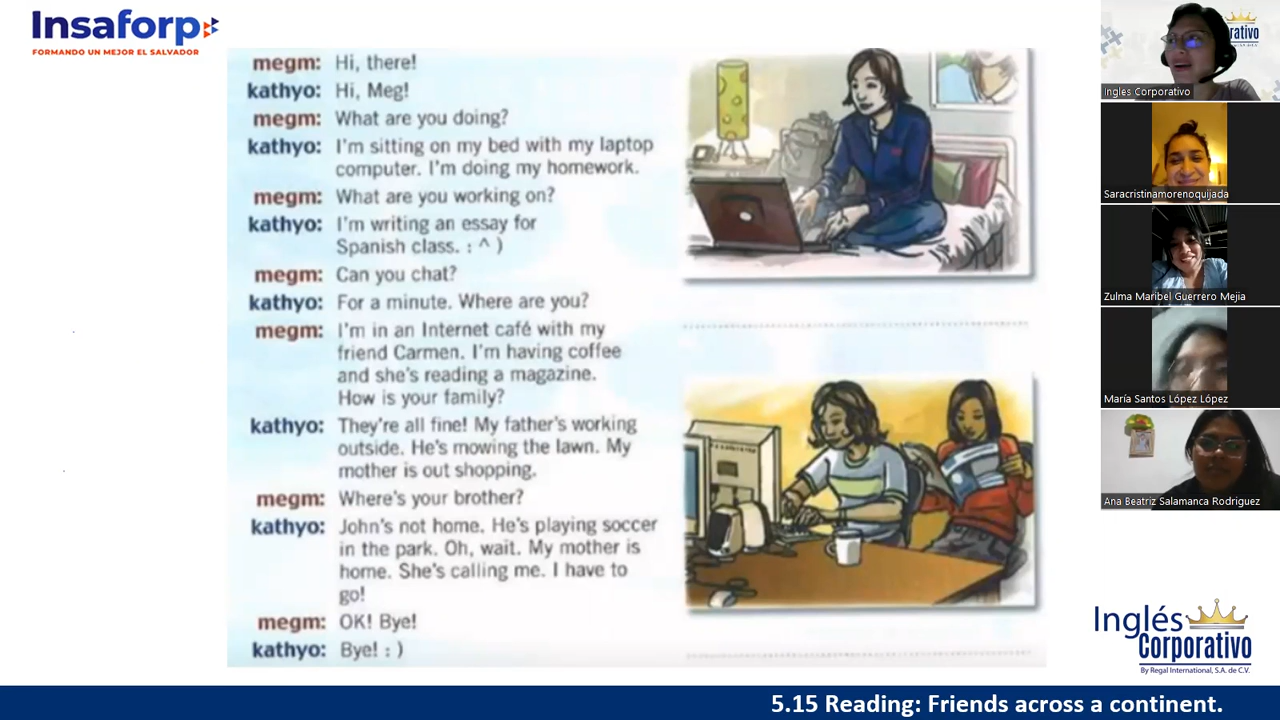 Insaforp
FORMANDO UN MEJOR EL SALVADOR
megm: Hi, there!
kathyo: Hi, Meg!
megm: What are you doing?
kathyo: I'm sitting on my bed with my laptop
computer. I'm doing my homework.
megm: What are you working on?
kathyo: I'm writing an essay for
Spanish class. : ^ )
megm: Can you chat?
kathyo: For a minute. Where are you?
megm: I'm in an Internet café with my
friend Carmen. I'm having coffee
and she's reading a magazine.
How is your family?
kathyo: They're all fine! My father's working
outside. He's mowing the lawn. My
mother is out shopping.
megm: Where's your brother?
kathyo: John's not home. He's playing soccer
in the park. Oh, wait. My mother is
home. She's calling me. I have to
go!
megm: OK! Bye!
kathyo: Bye! : )
Ingles Corporativo
Saracristinamorenoquijada
Zulma Maribel Guerrero Mejia
María Santos López López
Ana Beatriz Salamanca Rodriguez
Inglés
Corporativo
By Regal International, S.A. de C.V.
5.15 Reading: Friends across a continent.